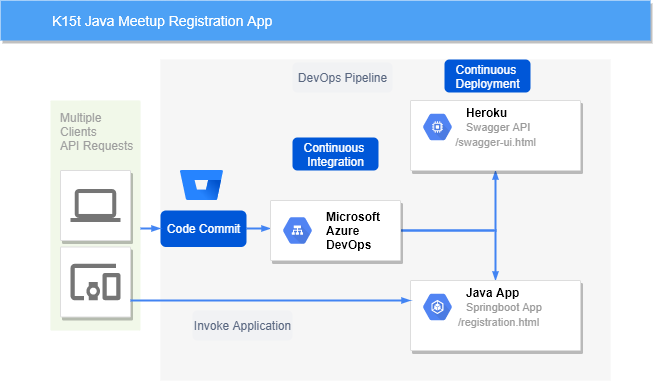 K15t Java Meetup Registration App
DevOps Pipeline
Continuous
Deployment
Multiple
Clients
API Requests
Heroku
Swagger API
/swagger-ui.html
Continuous
Integration
Code Commit
Microsoft
Azure
DevOps
Java App
Springboot App
/registration.html
Invoke Application